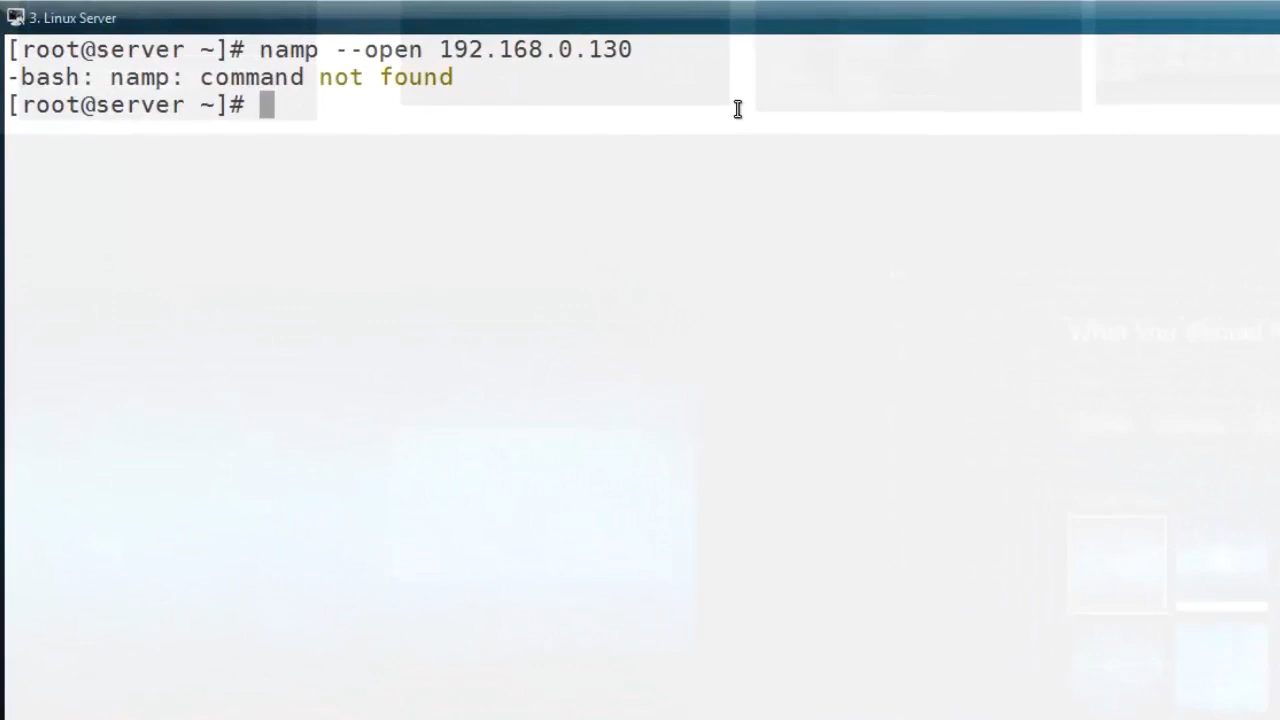 3. Linux Server
[root@server ~]# namp --open 192.168.0.130
-bash: namp: command not found
[root@server ~]#